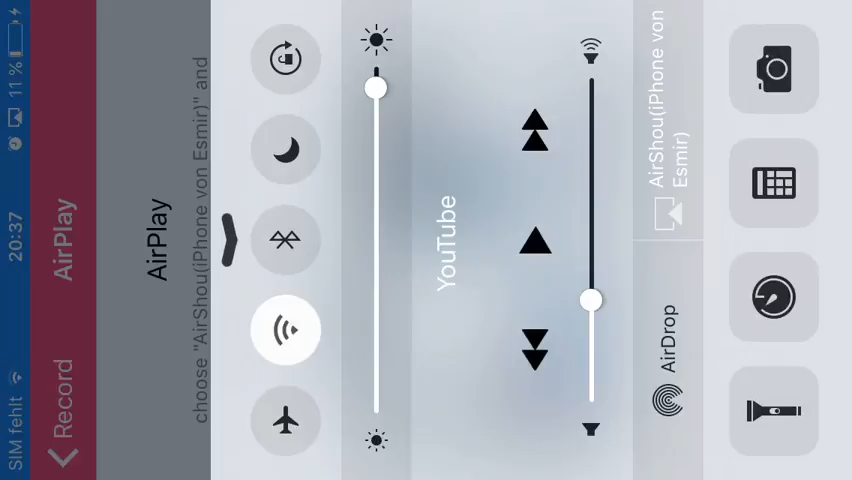 SIM fehlt 20:37 11 %
Record AirPlay
AirPlay
choose "AirShou(iPhone von Esmir)" and
YouTube
AirDrop
AirShou(iPhone von
Esmir)